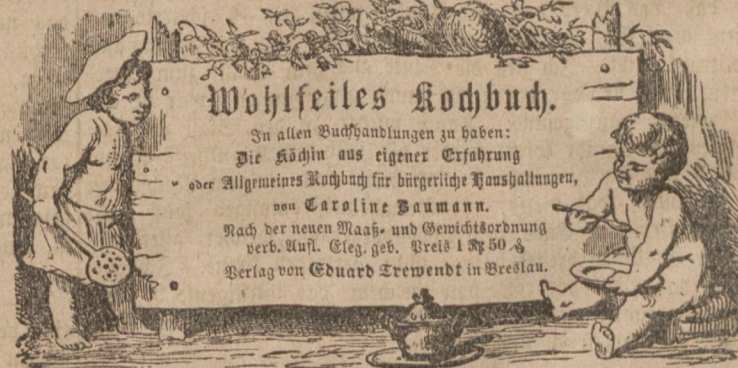 Wohlfeiles Kochbuch.
In allen Buchhandlungen zu haben:
Die Köchin aus eigener Erfahrung
oder Allgemeines Kochbuch für bürgerliche Haushaltungen,
von Caroline Baumann.
Nach der neuen Maaß- und Gewichtsordnung
verb. Aufl. Eleg. geb. Preis 1 Mk 50 ₰
Verlag von Eduard Trewendt in Breslau.